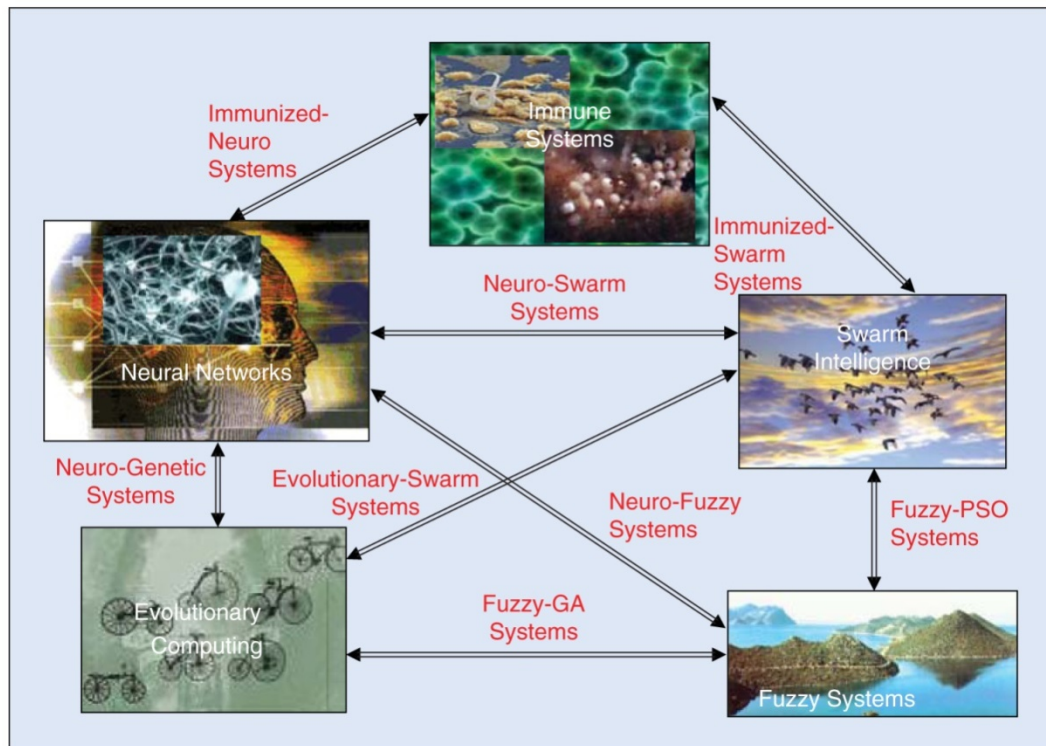 Immunized-
Neuro
Systems
Immune
Systems
Immunized-
Swarm
Systems
Neuro-Swarm
Systems
Swarm
Intelligence
Neural Networks
Neuro-Genetic
Systems
Evolutionary-Swarm
Systems
Neuro-Fuzzy
Systems
Fuzzy-PSO
Systems
Evolutionary
Computing
Fuzzy-GA
Systems
Fuzzy Systems